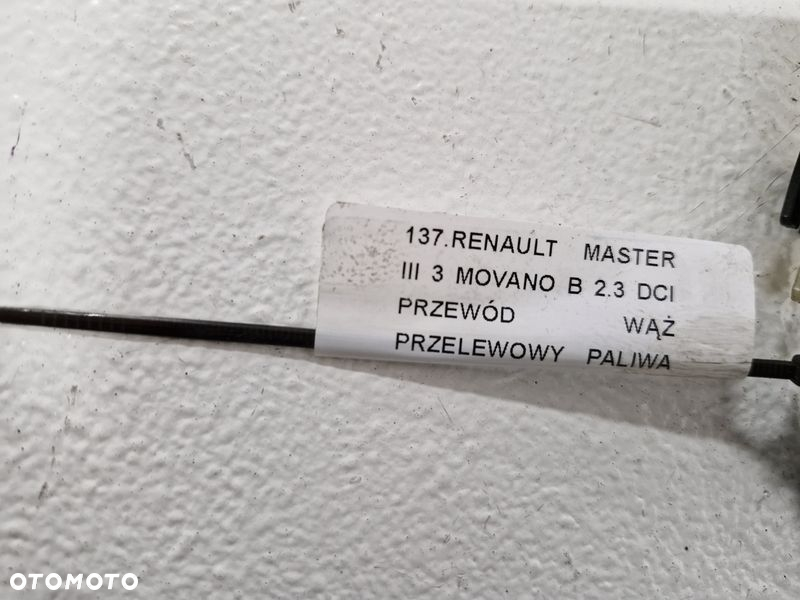 137.RENAULT MASTER
III 3 MOVANO B 2.3 DCI
PRZEWÓD WĄŻ
PRZELEWOWY PALIWA
OTOMOTO